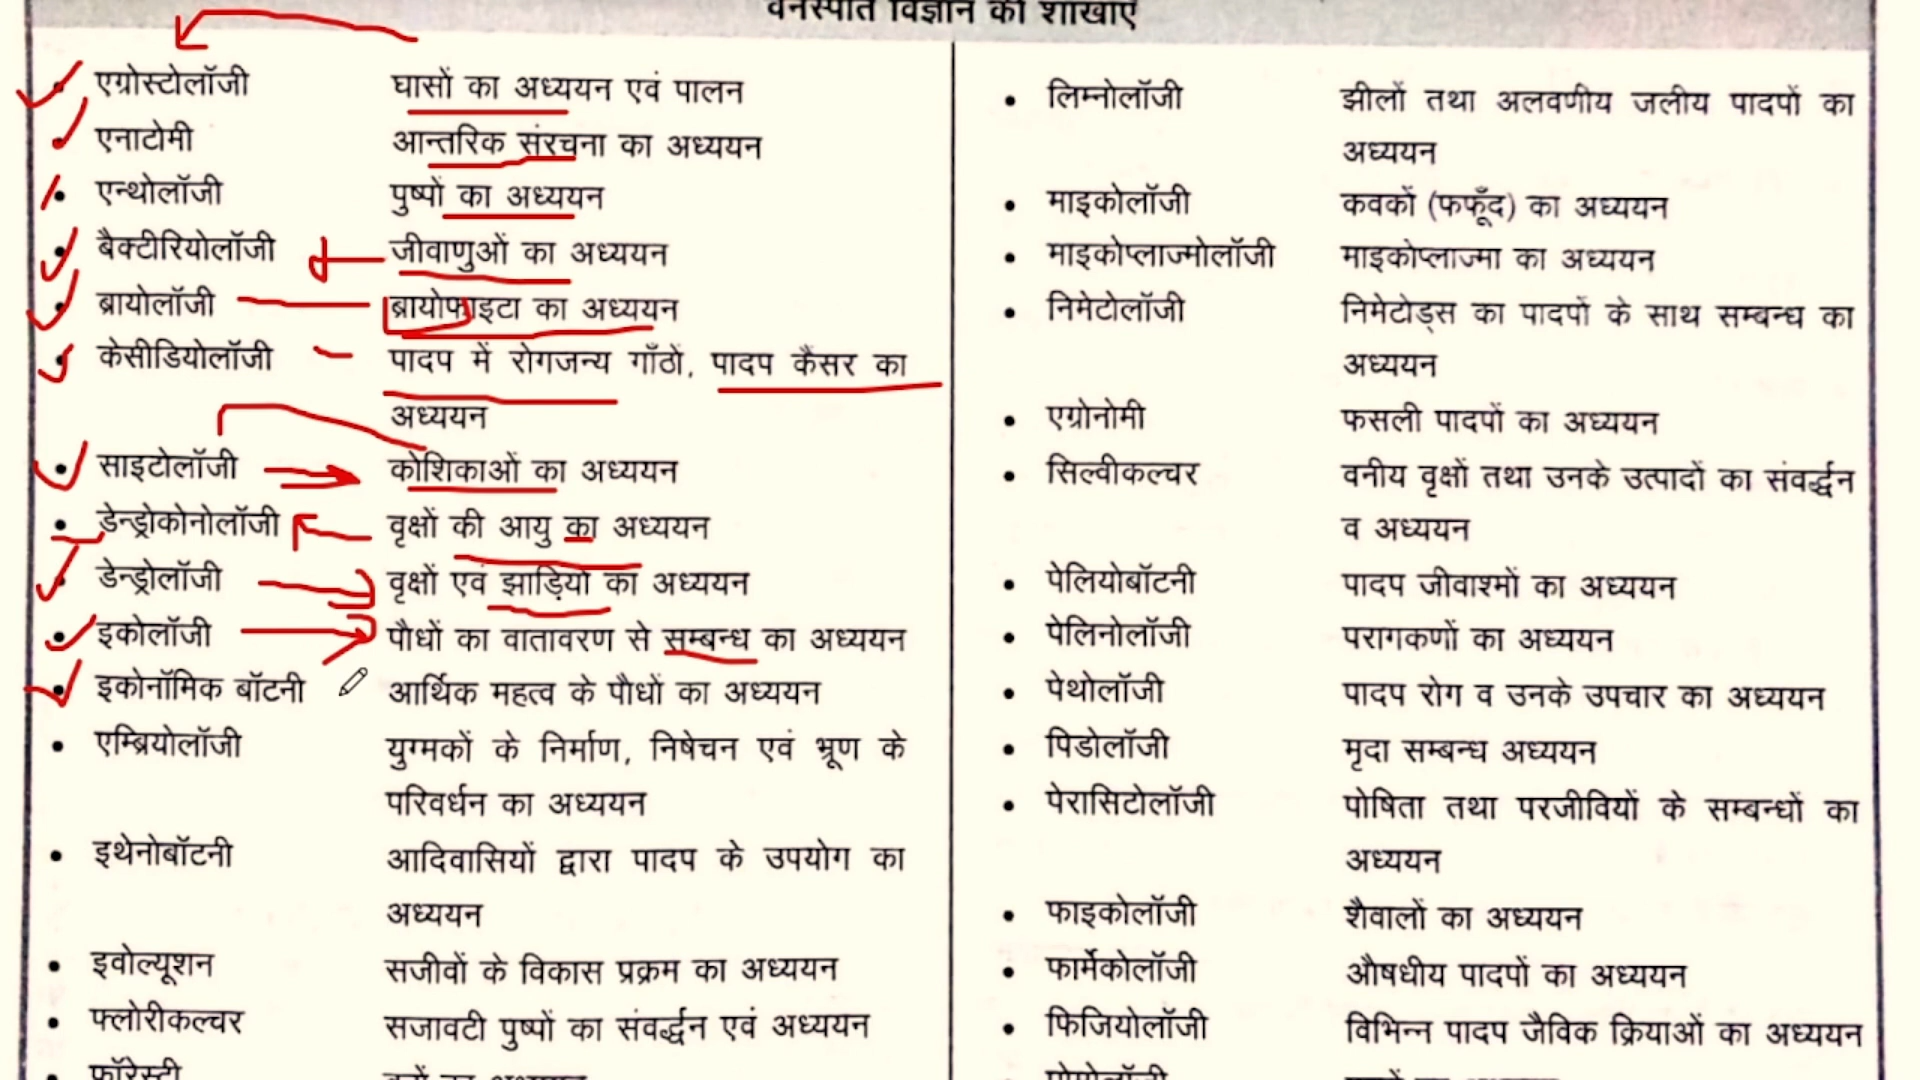 वनस्पति विज्ञान की शाखाएँ
• एग्रोस्टोलॉजी घासों का अध्ययन एवं पालन
• एनाटोमी आन्तरिक संरचना का अध्ययन
• एन्थोलॉजी पुष्पों का अध्ययन
• बैक्टीरियोलॉजी जीवाणुओं का अध्ययन
• ब्रायोलॉजी ब्रायोफाइटा का अध्ययन
• केसीडियोलॉजी पादप में रोगजन्य गाँठों, पादप कैंसर का
अध्ययन
• साइटोलॉजी कोशिकाओं का अध्ययन
• डेन्ड्रोकोनोलॉजी वृक्षों की आयु का अध्ययन
• डेन्ड्रोलॉजी वृक्षों एवं झाड़ियों का अध्ययन
• इकोलॉजी पौधों का वातावरण से सम्बन्ध का अध्ययन
• इकोनॉमिक बॉटनी आर्थिक महत्व के पौधों का अध्ययन
• एम्ब्रियोलॉजी युग्मकों के निर्माण, निषेचन एवं भ्रूण के
परिवर्धन का अध्ययन
• इथेनोबॉटनी आदिवासियों द्वारा पादप के उपयोग का
अध्ययन
• इवोल्यूशन सजीवों के विकास प्रक्रम का अध्ययन
• फ्लोरीकल्चर सजावटी पुष्पों का संवर्द्धन एवं अध्ययन
• फॉरेस्ट्री वनों का अध्ययन
• लिम्नोलॉजी झीलों तथा अलवणीय जलीय पादपों का
अध्ययन
• माइकोलॉजी कवकों (फफूँद) का अध्ययन
• माइकोप्लाज्मोलॉजी माइकोप्लाज्मा का अध्ययन
• निमेटोलॉजी निमेटोड्स का पादपों के साथ सम्बन्ध का
अध्ययन
• एग्रोनोमी फसली पादपों का अध्ययन
• सिल्वीकल्चर वनीय वृक्षों तथा उनके उत्पादों का संवर्द्धन
व अध्ययन
• पेलियोबॉटनी पादप जीवाश्मों का अध्ययन
• पेलिनोलॉजी परागकणों का अध्ययन
• पेथोलॉजी पादप रोग व उनके उपचार का अध्ययन
• पिडोलॉजी मृदा सम्बन्ध अध्ययन
• पेरासिटोलॉजी पोषिता तथा परजीवियों के सम्बन्धों का
अध्ययन
• फाइकोलॉजी शैवालों का अध्ययन
• फार्मेकोलॉजी औषधीय पादपों का अध्ययन
• फिजियोलॉजी विभिन्न पादप जैविक क्रियाओं का अध्ययन